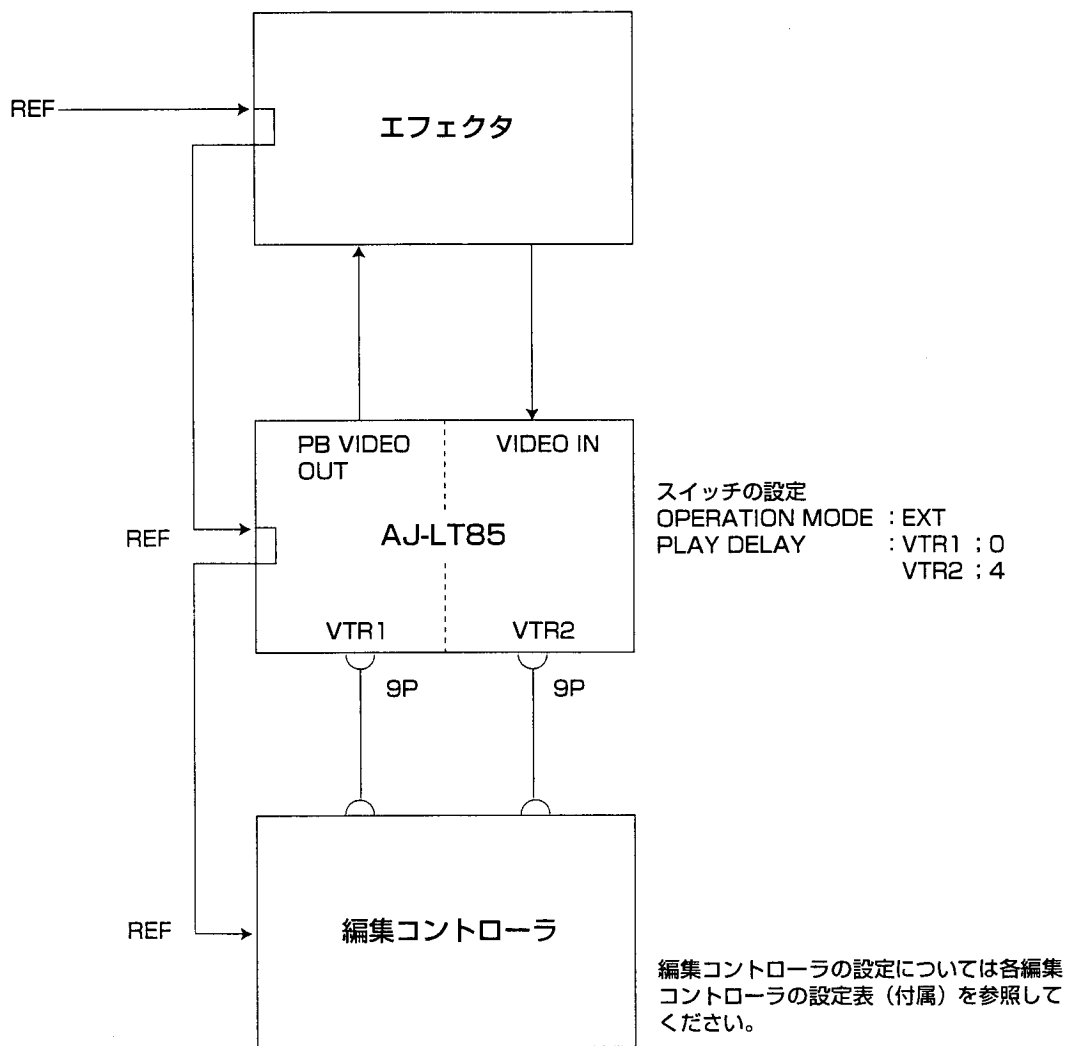 REF
エフェクタ
PB VIDEO
OUT
VIDEO IN
REF
AJ-LT85
スイッチの設定
OPERATION MODE : EXT
PLAY DELAY : VTR1 ; 0
VTR2 ; 4
VTR1
VTR2
9P
9P
REF
編集コントローラ
編集コントローラの設定については各編集
コントローラの設定表（付属）を参照して
ください。